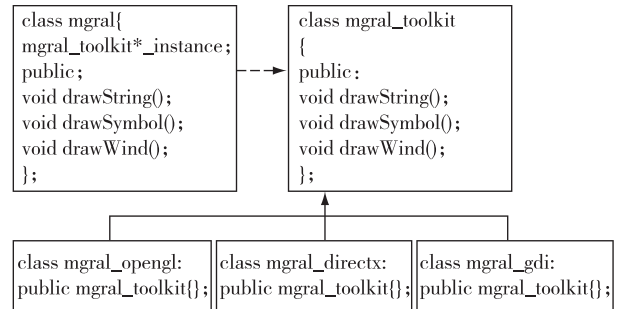 class mgral{
mgral_toolkit*_instance;
public;
void drawString();
void drawSymbol();
void drawWind();
};
class mgral_toolkit
{
public:
void drawString();
void drawSymbol();
void drawWind();
};
class mgral_opengl:
public mgral_toolkit{};
class mgral_directx:
public mgral_toolkit{};
class mgral_gdi:
public mgral_toolkit{};